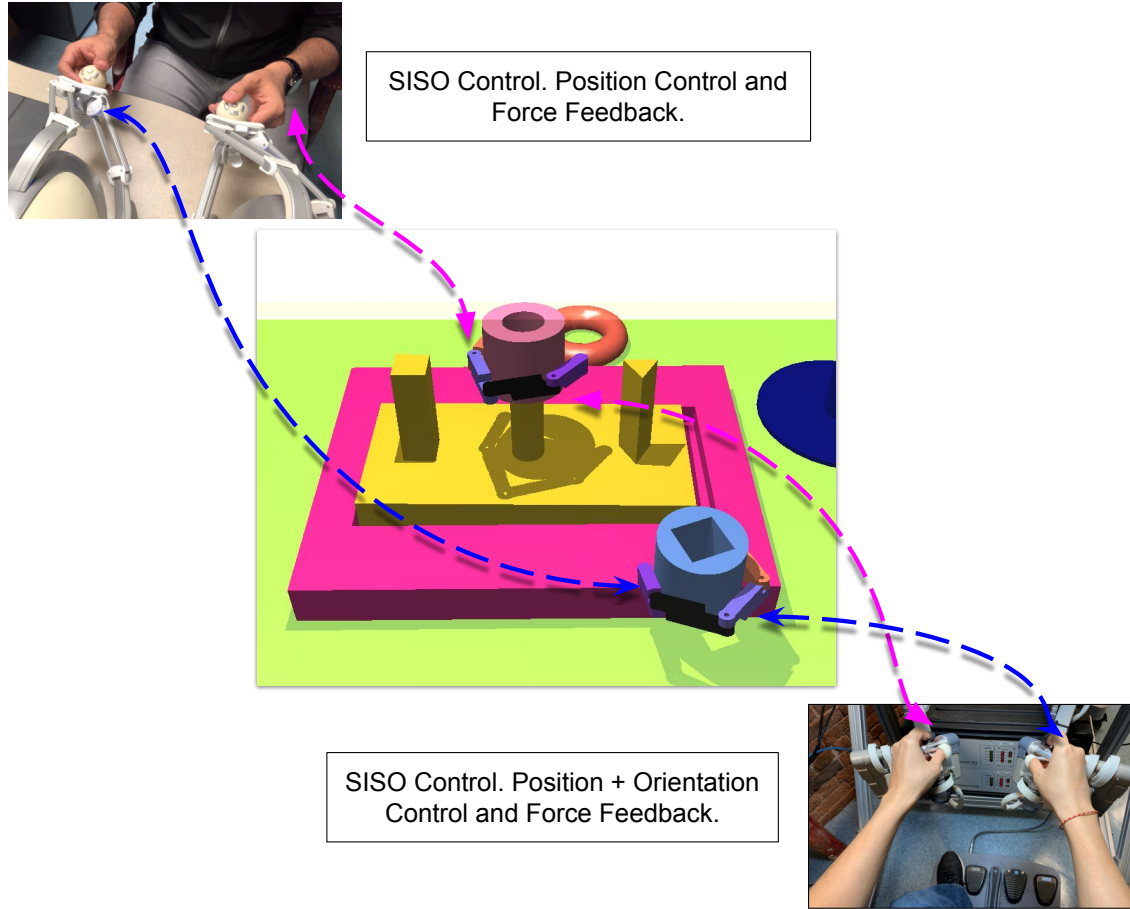 SISO Control. Position Control and
Force Feedback.
SISO Control. Position + Orientation
Control and Force Feedback.